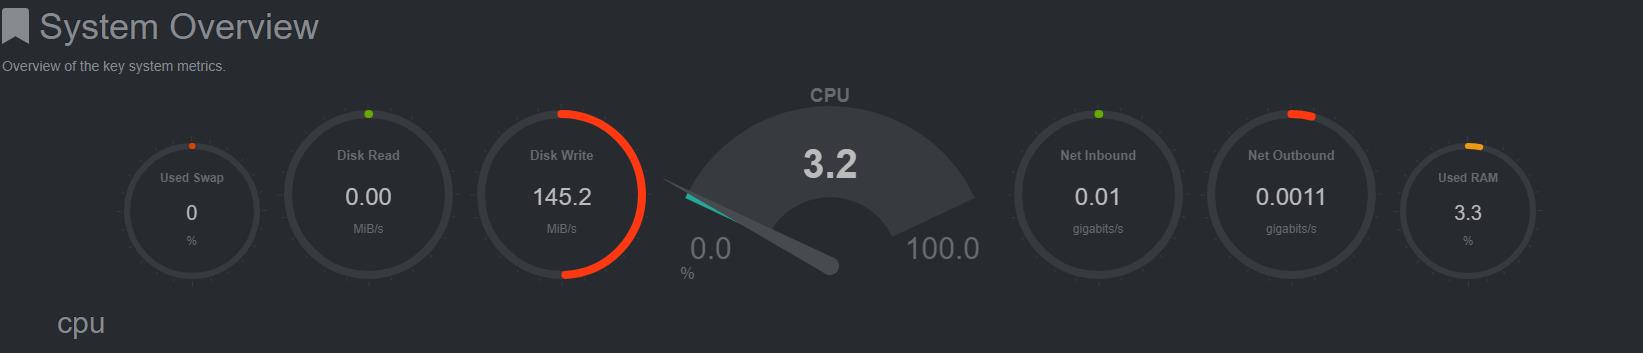 System Overview
Overview of the key system metrics.
Used Swap
0
%
Disk Read
0.00
MiB/s
Disk Write
145.2
MiB/s
CPU
3.2
0.0
100.0
%
Net Inbound
0.01
gigabits/s
Net Outbound
0.0011
gigabits/s
Used RAM
3.3
%
cpu